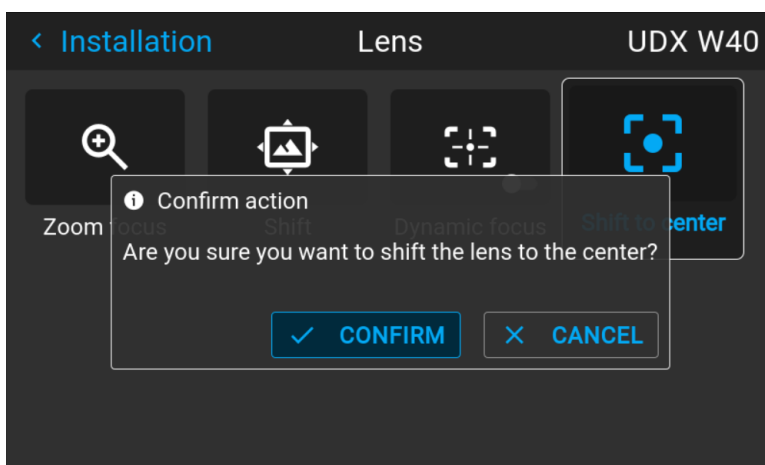 Installation
Lens
UDX W40
Zoom focus
Shift
Dynamic focus
Shift to center
Confirm action
Are you sure you want to shift the lens to the center?
CONFIRM
CANCEL